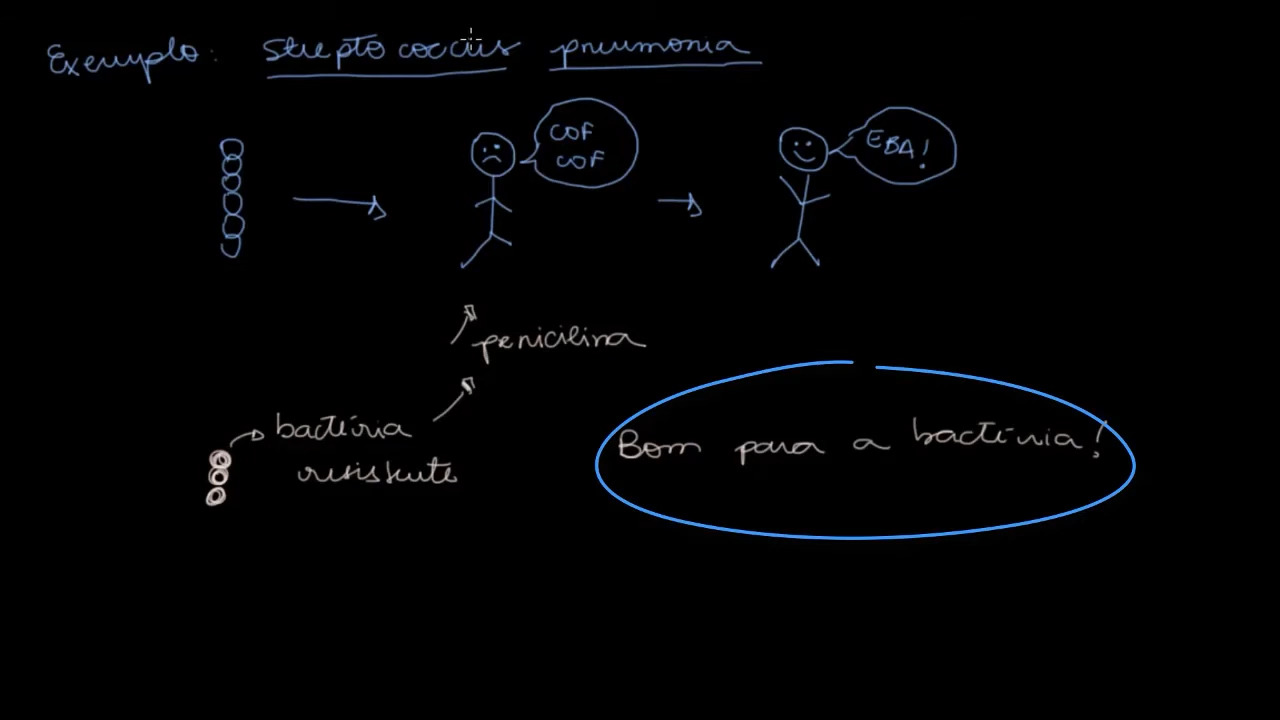 Exemplo: Streptococcus pneumonia
COF
COF
EBA!
penicilina
bactéria
resistente
Bom para a bactéria!